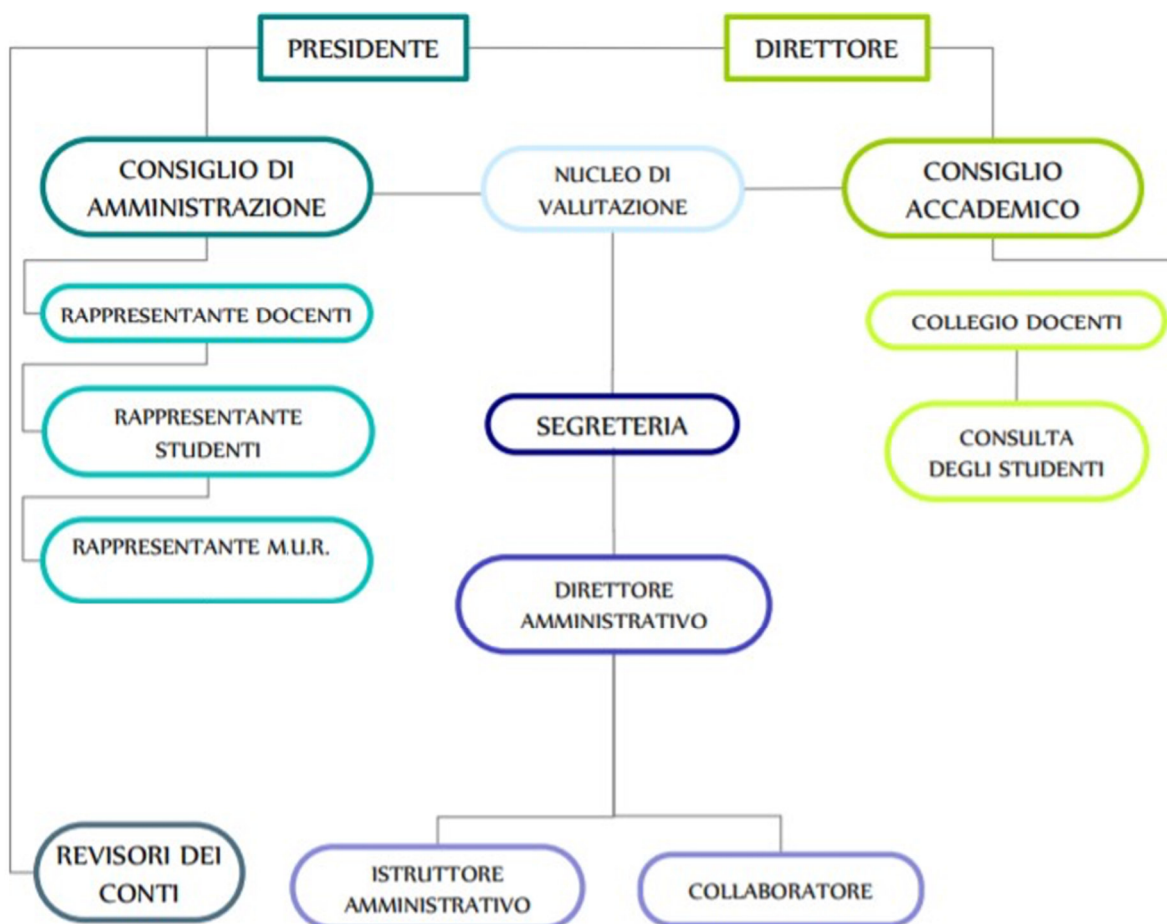 PRESIDENTE
DIRETTORE
CONSIGLIO DI
AMMINISTRAZIONE
NUCLEO DI
VALUTAZIONE
CONSIGLIO
ACCADEMICO
RAPPRESENTANTE DOCENTI
COLLEGIO DOCENTI
RAPPRESENTANTE
STUDENTI
SEGRETERIA
CONSULTA
DEGLI STUDENTI
RAPPRESENTANTE M.U.R.
DIRETTORE
AMMINISTRATIVO
REVISORI DEI
CONTI
ISTRUTTORE
AMMINISTRATIVO
COLLABORATORE